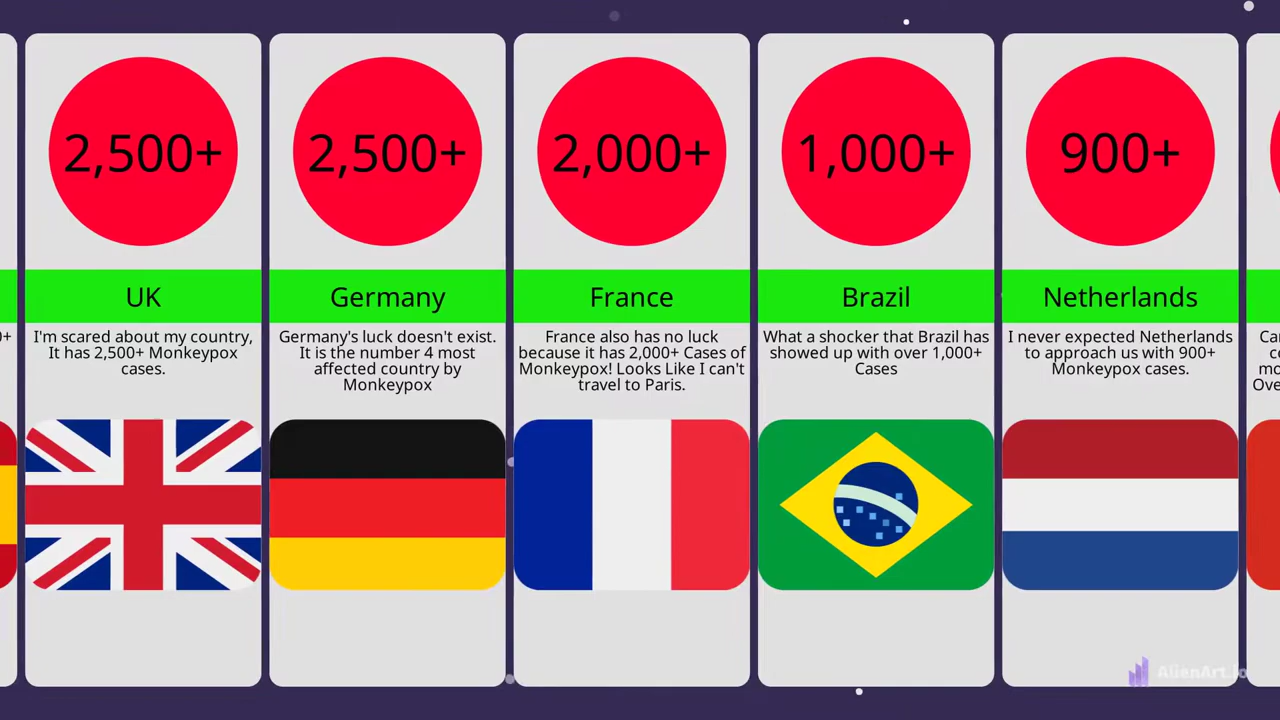 2,500+
UK
I'm scared about my country,
It has 2,500+ Monkeypox
cases.
2,500+
Germany
Germany's luck doesn't exist.
It is the number 4 most
affected country by
Monkeypox
2,000+
France
France also has no luck
because it has 2,000+ Cases of
Monkeypox! Looks Like I can't
travel to Paris.
1,000+
Brazil
What a shocker that Brazil has
showed up with over 1,000+
Cases
900+
Netherlands
I never expected Netherlands
to approach us with 900+
Monkeypox cases.
AlienArt.io